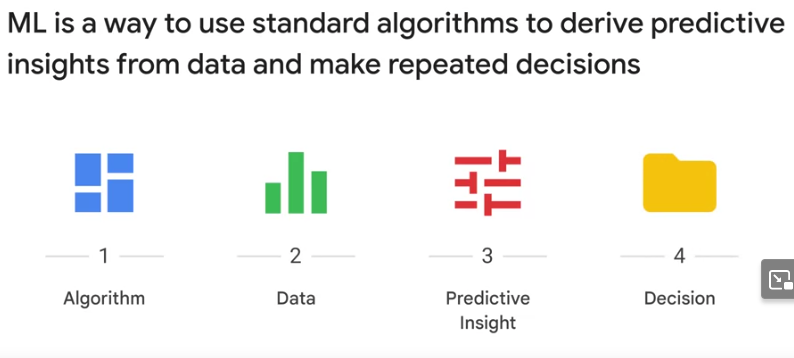 ML is a way to use standard algorithms to derive predictive
insights from data and make repeated decisions
1
2
3
4
Algorithm
Data
Predictive
Insight
Decision